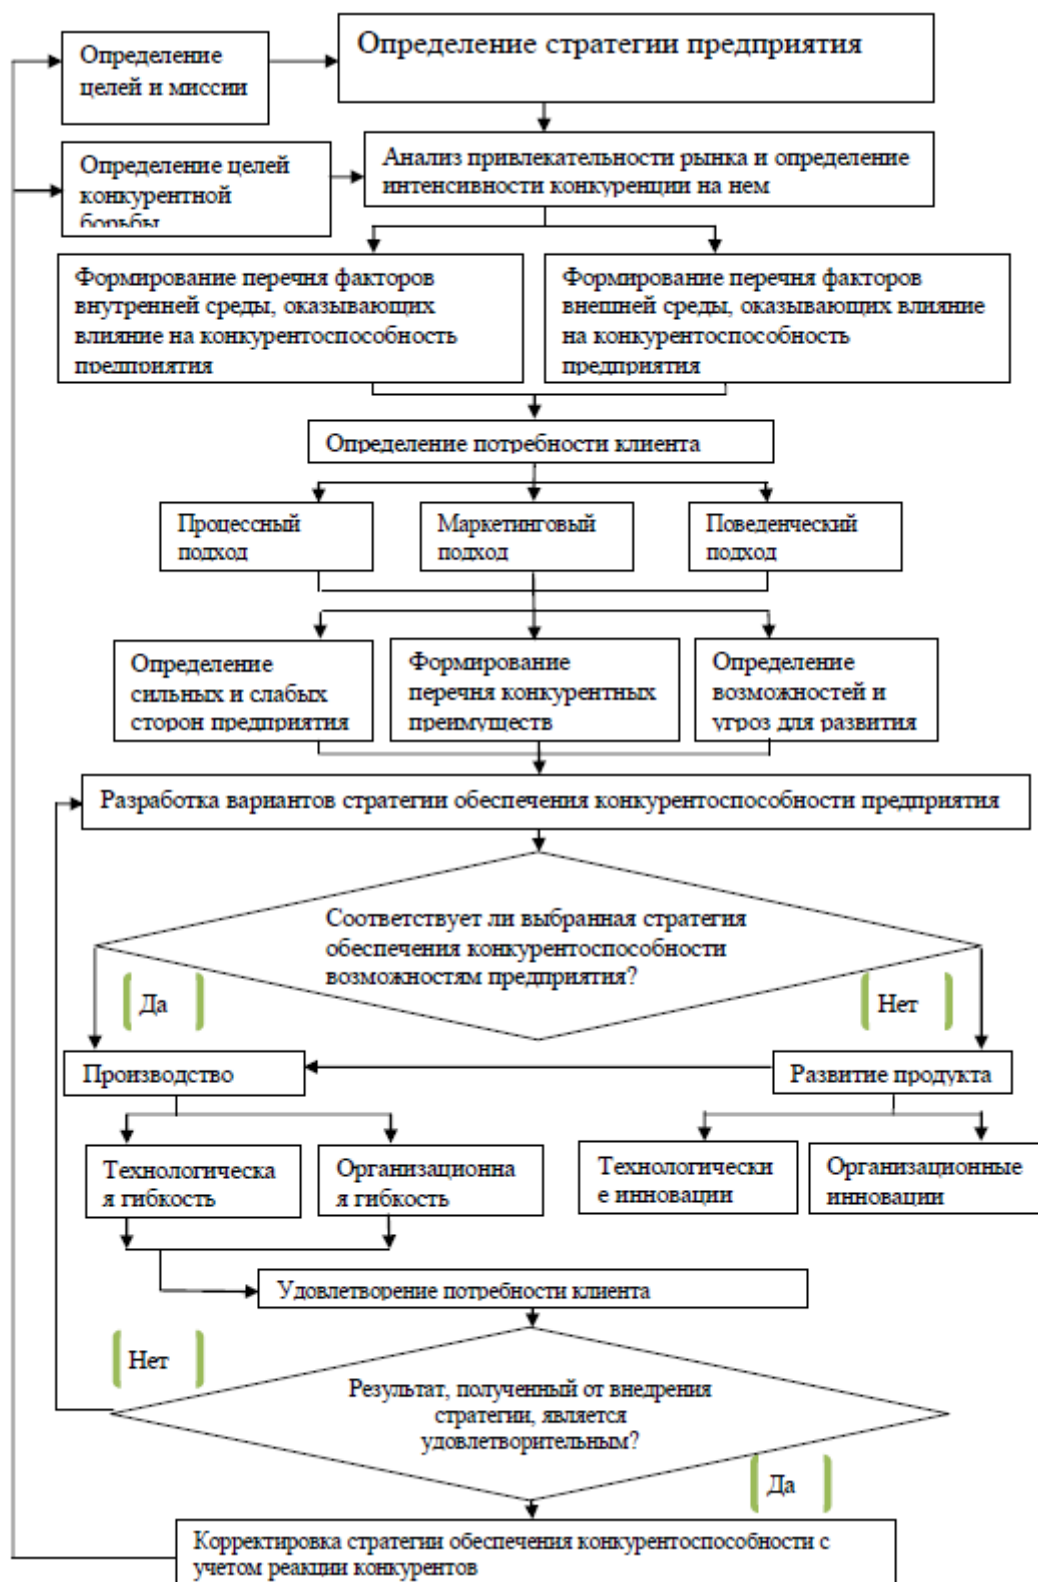 Определение стратегии предприятия
Определение
целей и миссии
Анализ привлекательности рынка и определение
интенсивности конкуренции на нем
Определение целей
конкурентной
борьбы
Формирование перечня факторов
внутренней среды, оказывающих
влияние на конкурентоспособность
предприятия
Формирование перечня факторов
внешней среды, оказывающих влияние
на конкурентоспособность
предприятия
Определение потребности клиента
Процессный
подход
Маркетинговый
подход
Поведенческий
подход
Определение
сильных и слабых
сторон предприятия
Формирование
перечня конкурентных
преимуществ
Определение
возможностей и
угроз для развития
Разработка вариантов стратегии обеспечения конкурентоспособности предприятия
Соответствует ли выбранная стратегия
обеспечения конкурентоспособности
возможностям предприятия?
Да
Нет
Производство
Развитие продукта
Технологическа
я гибкость
Организационна
я гибкость
Технологически
е инновации
Организационные
инновации
Удовлетворение потребности клиента
Нет
Результат, полученный от внедрения
стратегии, является
удовлетворительным?
Да
Корректировка стратегии обеспечения конкурентоспособности с
учетом реакции конкурентов